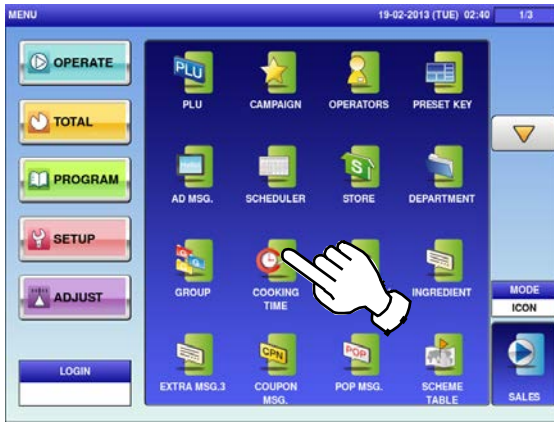 MENU
19-02-2013 (TUE) 02:40
1/3
OPERATE
TOTAL
PROGRAM
SETUP
ADJUST
LOGIN
PLU
PLU
CAMPAIGN
OPERATORS
PRESET KEY
AD MSG.
SCHEDULER
S
STORE
DEPARTMENT
GROUP
COOKING
TIME
INGREDIENT
EXTRA MSG.3
CPN
COUPON
MSG.
POP
POP MSG.
SCHEME
TABLE
MODE
ICON
SALES